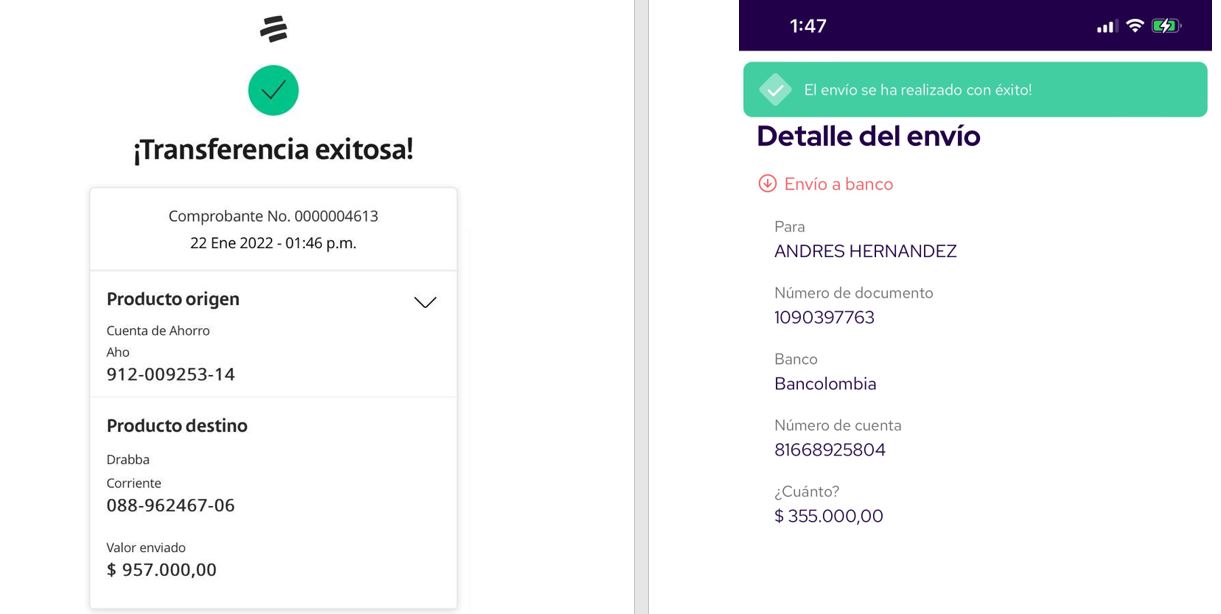 ¡Transferencia exitosa!
Comprobante No. 0000004613
22 Ene 2022 - 01:46 p.m.
Producto origen
Cuenta de Ahorro
Aho
912-009253-14
Producto destino
Drabba
Corriente
088-962467-06
Valor enviado
$ 957.000,00
1:47
El envío se ha realizado con éxito!
Detalle del envío
Envío a banco
Para
ANDRES HERNANDEZ
Número de documento
1090397763
Banco
Bancolombia
Número de cuenta
81668925804
¿Cuánto?
$ 355.000,00